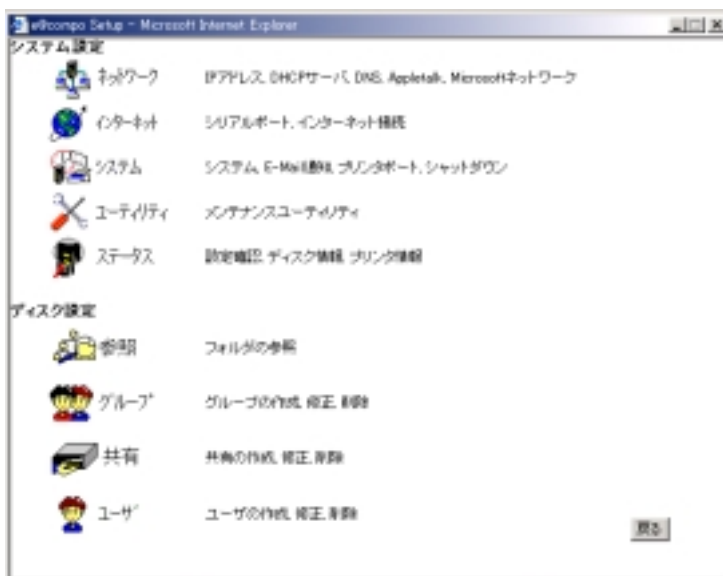 e@compo Setup - Microsoft Internet Explorer
システム設定
ネットワーク IPアドレス, DHCPサーバ, DNS, Appletalk, Microsoftネットワーク
インターネット シリアルポート, インターネット接続
システム システム, E-Mail通知, プリンタポート, シャットダウン
ユーティリティ メンテナンスユーティリティ
ステータス 設定確認, ディスク情報, プリンタ情報
ディスク設定
参照 フォルダの参照
グループ グループの作成, 修正, 削除
共有 共有の作成, 修正, 削除
ユーザ ユーザの作成, 修正, 削除
戻る